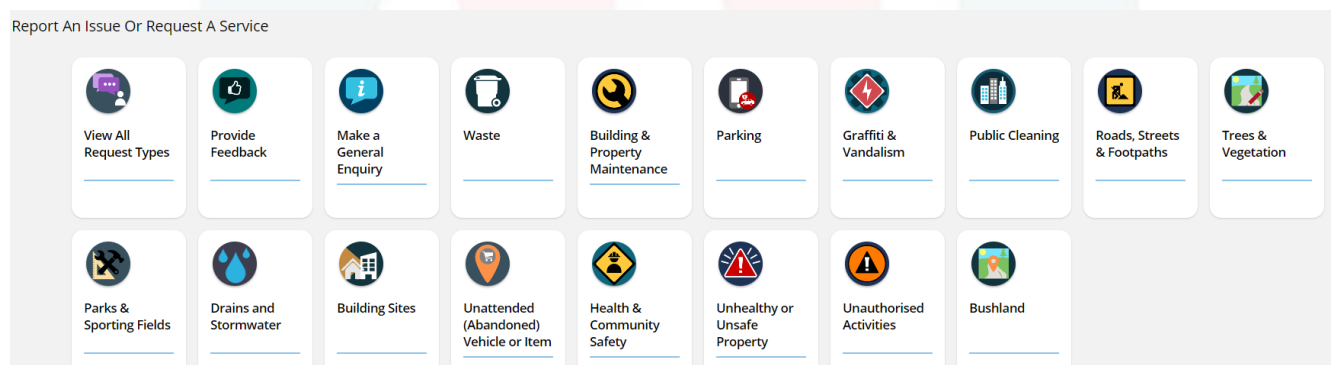 Report An Issue Or Request A Service
View All
Request Types
Provide
Feedback
Make a
General
Enquiry
Waste
Building &
Property
Maintenance
Parking
Graffiti &
Vandalism
Public Cleaning
Roads, Streets
& Footpaths
Trees &
Vegetation
Parks &
Sporting Fields
Drains and
Stormwater
Building Sites
Unattended
(Abandoned)
Vehicle or Item
Health &
Community
Safety
Unhealthy or
Unsafe
Property
Unauthorised
Activities
Bushland